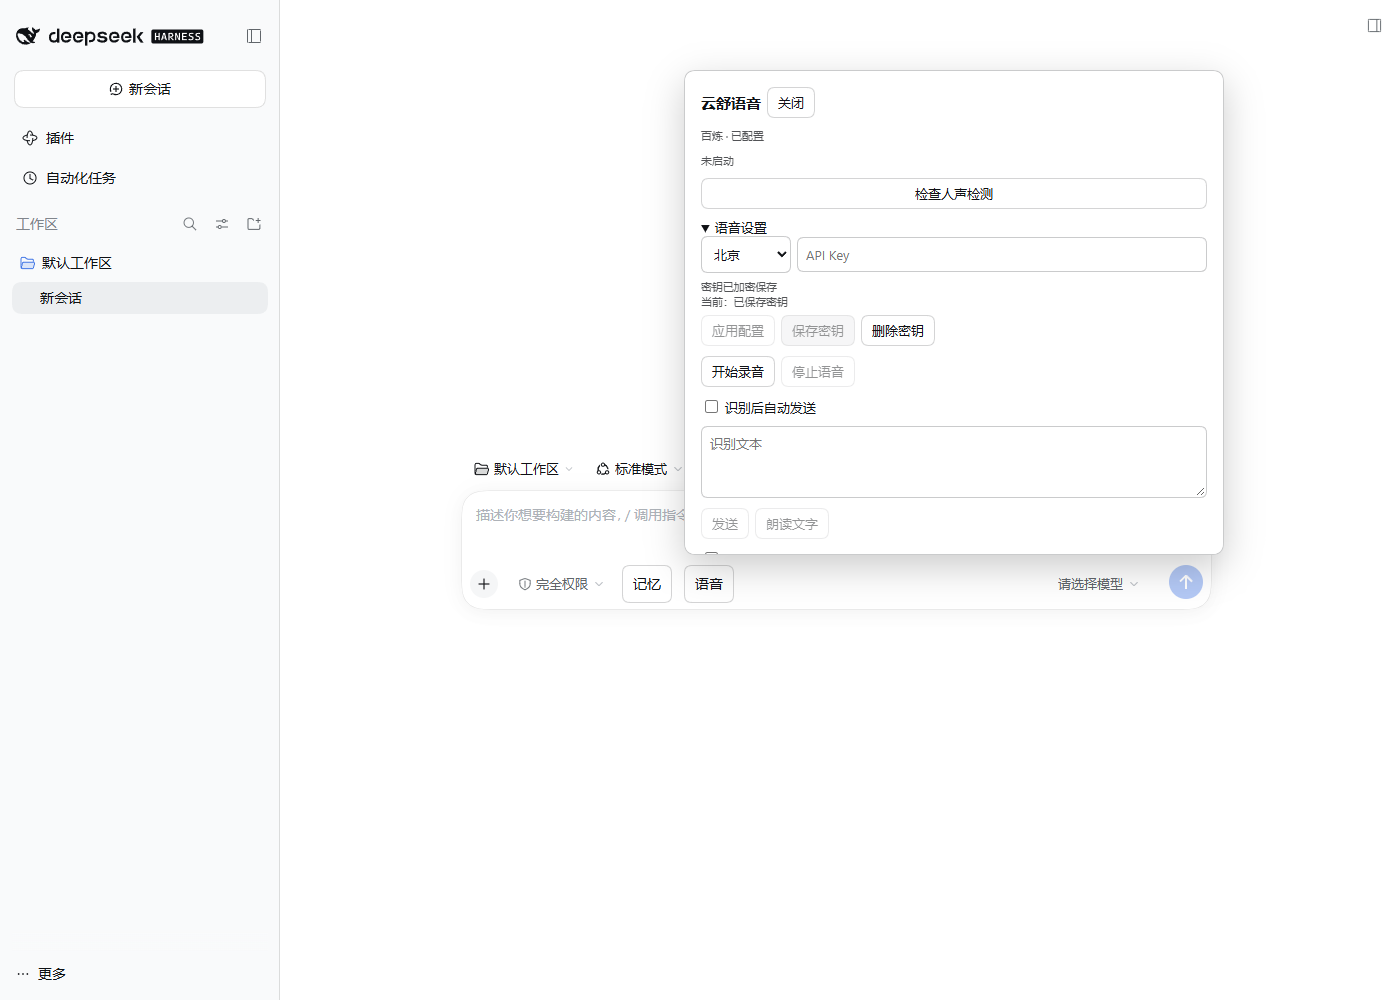 deepseek HARNESS
新会话
插件
自动化任务
工作区
默认工作区
新会话
更多
云舒语音 关闭
百炼 · 已配置
未启动
检查人声检测
▼ 语音设置
北京 API Key
密钥已加密保存
当前：已保存密钥
应用配置 保存密钥 删除密钥
开始录音 停止语音
识别后自动发送
识别文本
发送 朗读文字
默认工作区 标准模式
描述你想要构建的内容, / 调用指令
完全权限 记忆 语音 请选择模型